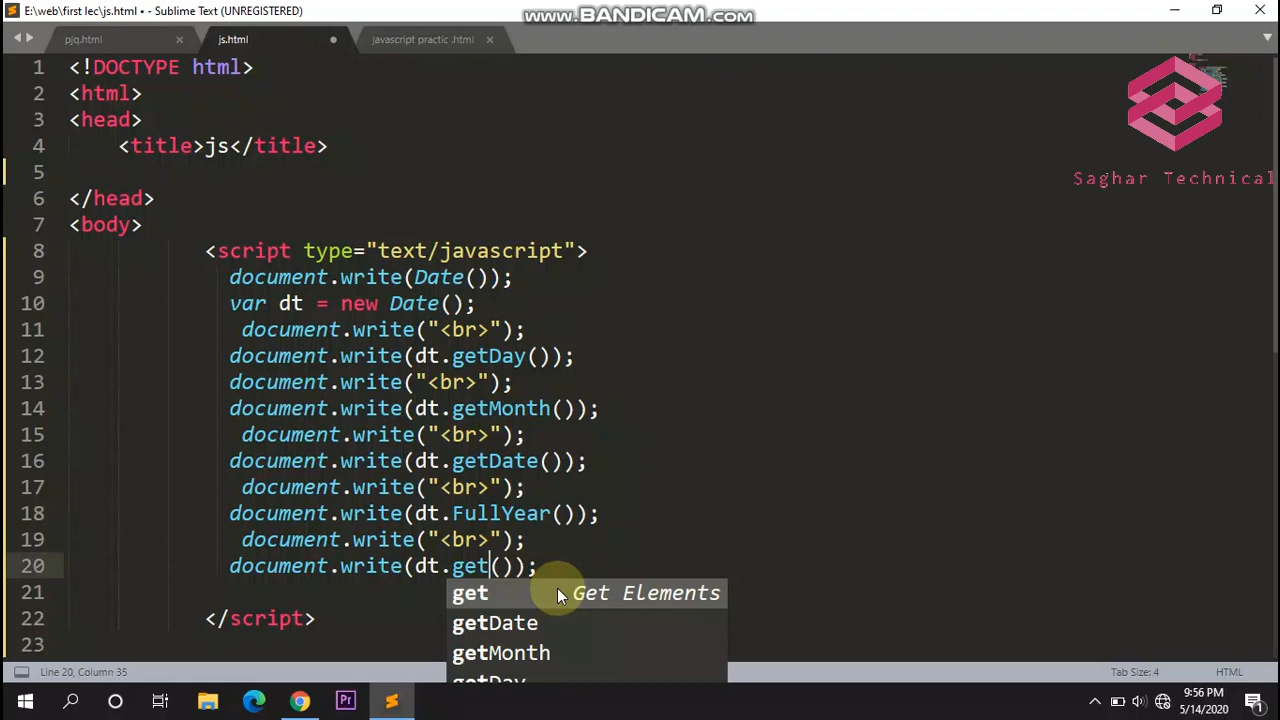 E:\web\first lec\js.html • - Sublime Text (UNREGISTERED)
www.BANDICAM.com
pjq.html
js.html
javascript practic .html
1 <!DOCTYPE html>
2 <html>
3 <head>
4 <title>js</title>
5
6 </head>
7 <body>
8 <script type="text/javascript">
9 document.write(Date());
10 var dt = new Date();
11 document.write("<br>");
12 document.write(dt.getDay());
13 document.write("<br>");
14 document.write(dt.getMonth());
15 document.write("<br>");
16 document.write(dt.getDate());
17 document.write("<br>");
18 document.write(dt.FullYear());
19 document.write("<br>");
20 document.write(dt.get());
21
22 </script>
23
get Get Elements
getDate
getMonth
getDay
$aghar Technical
Line 20, Column 35
Tab Size: 4
HTML
Pr
9:56 PM
5/14/2020
1